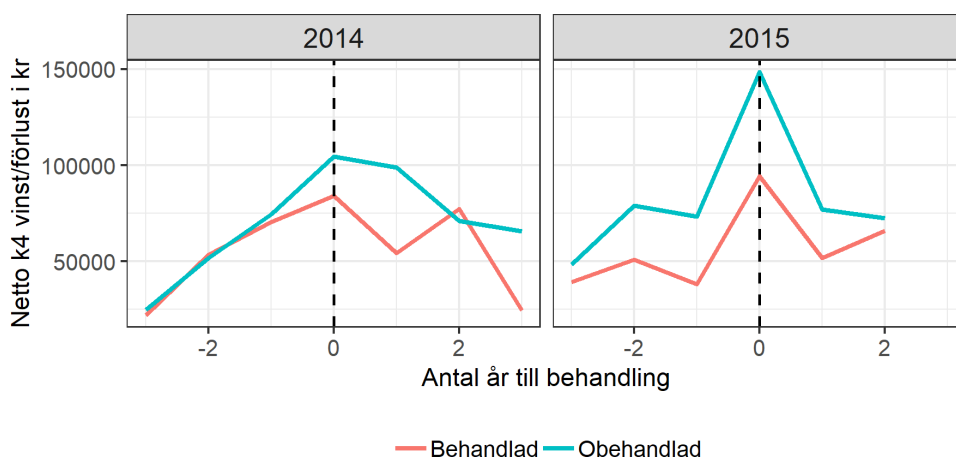 2014 2015
Netto k4 vinst/förlust i kr
150000
100000
50000
-2 0 2 -2 0 2
Antal år till behandling
Behandlad Obehandlad